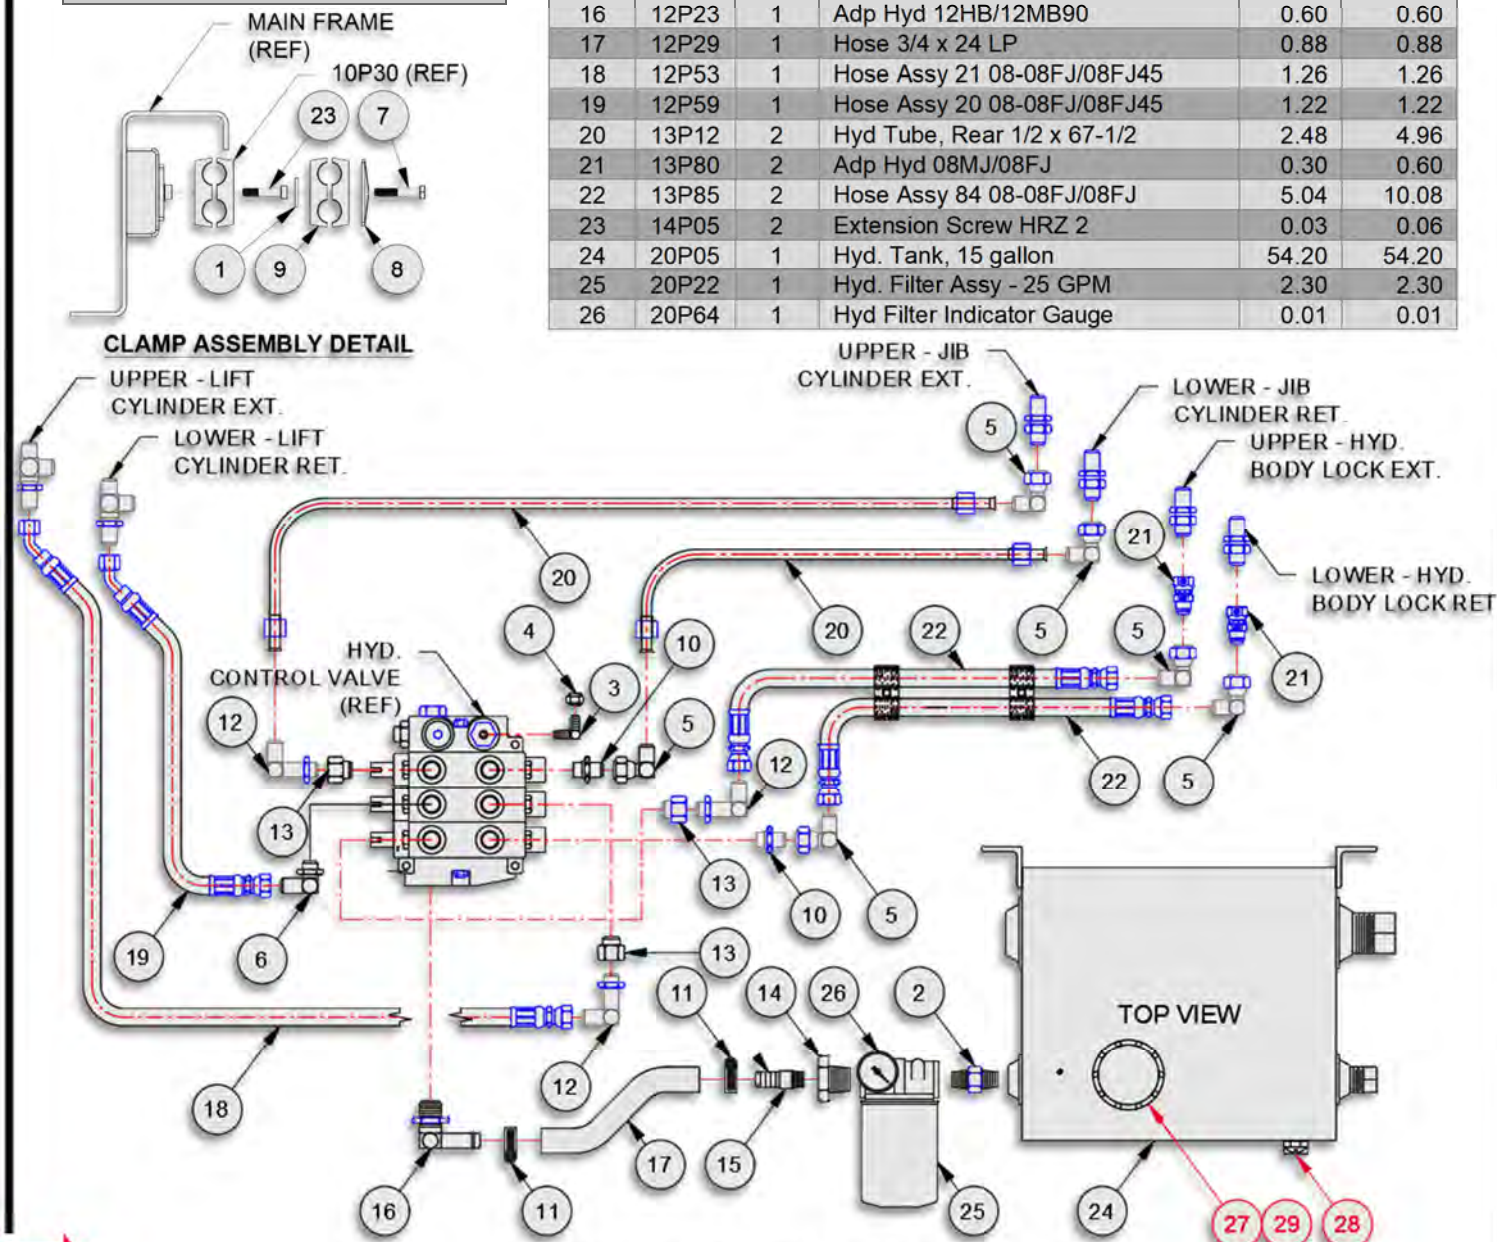 16 12P23 1 Adp Hyd 12HB/12MB90 0.60 0.60
17 12P29 1 Hose 3/4 x 24 LP 0.88 0.88
18 12P53 1 Hose Assy 21 08-08FJ/08FJ45 1.26 1.26
19 12P59 1 Hose Assy 20 08-08FJ/08FJ45 1.22 1.22
20 13P12 2 Hyd Tube, Rear 1/2 x 67-1/2 2.48 4.96
21 13P80 2 Adp Hyd 08MJ/08FJ 0.30 0.60
22 13P85 2 Hose Assy 84 08-08FJ/08FJ 5.04 10.08
23 14P05 2 Extension Screw HRZ 2 0.03 0.06
24 20P05 1 Hyd. Tank, 15 gallon 54.20 54.20
25 20P22 1 Hyd. Filter Assy - 25 GPM 2.30 2.30
26 20P64 1 Hyd Filter Indicator Gauge 0.01 0.01
MAIN FRAME
(REF)
10P30 (REF)
23 7
1 9 8
CLAMP ASSEMBLY DETAIL
UPPER - LIFT
CYLINDER EXT.
LOWER - LIFT
CYLINDER RET.
UPPER - JIB
CYLINDER EXT.
LOWER - JIB
CYLINDER RET.
UPPER - HYD.
BODY LOCK EXT.
LOWER - HYD.
BODY LOCK RET
5
21
20
4 10 20 22 5 5
HYD.
CONTROL VALVE
(REF)
3
21
12 5 12 22 5
13
13
10 5
19 6 13
11 14 26 2
TOP VIEW
18 12
17 15
16 11 25 24 27 29 28